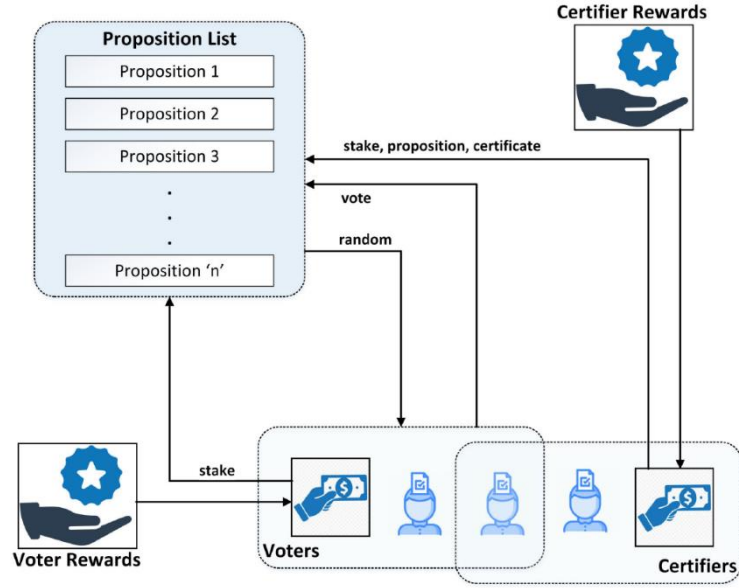 Proposition List
Proposition 1
Proposition 2
Proposition 3
.
.
.
Proposition ‘n’
Certifier Rewards
stake, proposition, certificate
vote
random
stake
Voter Rewards
Voters
Certifiers